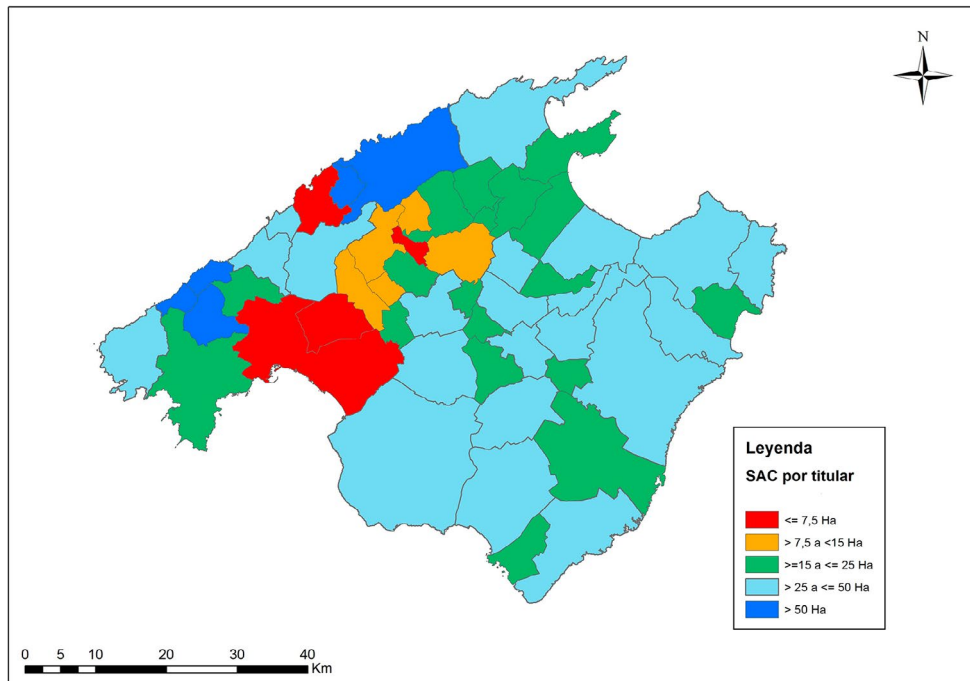 N
Leyenda
SAC por titular
<= 7,5 Ha
> 7,5 a <15 Ha
>=15 a <= 25 Ha
> 25 a <= 50 Ha
> 50 Ha
0 5 10 20 30 40
Km